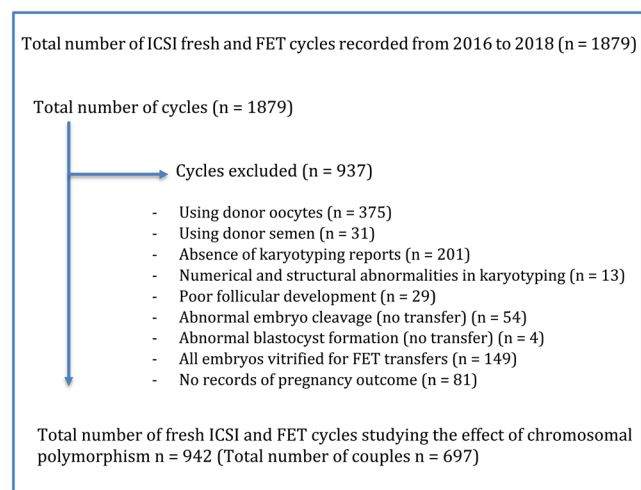 Total number of ICSI fresh and FET cycles recorded from 2016 to 2018 (n = 1879)
Total number of cycles (n = 1879)
Cycles excluded (n = 937)
- Using donor oocytes (n = 375)
- Using donor semen (n = 31)
- Absence of karyotyping reports (n = 201)
- Numerical and structural abnormalities in karyotyping (n = 13)
- Poor follicular development (n = 29)
- Abnormal embryo cleavage (no transfer) (n = 54)
- Abnormal blastocyst formation (no transfer) (n = 4)
- All embryos vitrified for FET transfers (n = 149)
- No records of pregnancy outcome (n = 81)
Total number of fresh ICSI and FET cycles studying the effect of chromosomal
polymorphism n = 942 (Total number of couples n = 697)